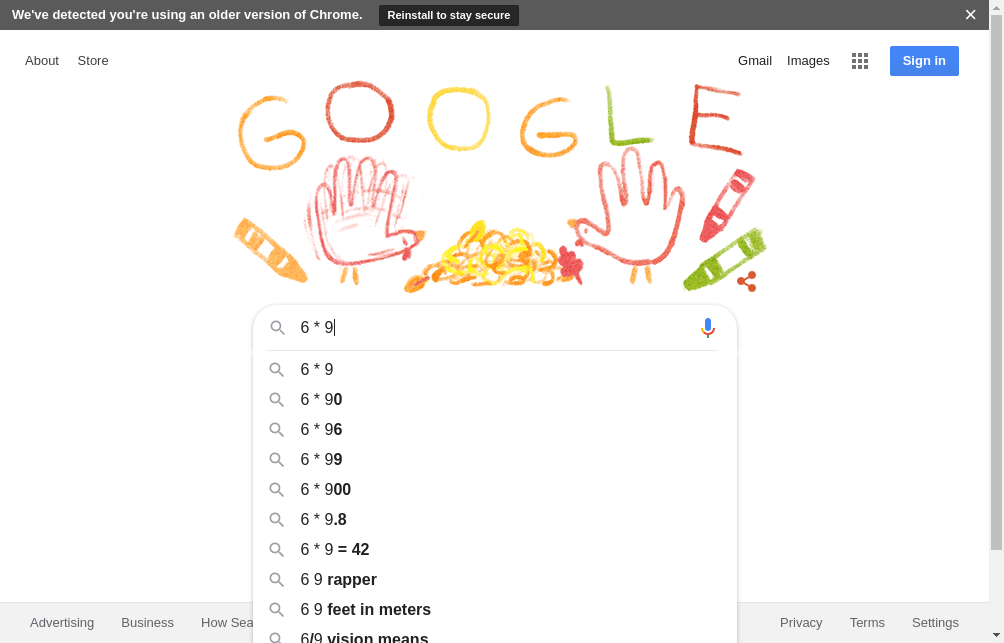 We've detected you're using an older version of Chrome. Reinstall to stay secure
About Store Gmail Images Sign in
GOOGLE
6 * 9
6 * 9
6 * 90
6 * 96
6 * 99
6 * 900
6 * 9.8
6 * 9 = 42
6 9 rapper
6 9 feet in meters
6/9 vision means
Advertising Business How Sea Privacy Terms Settings